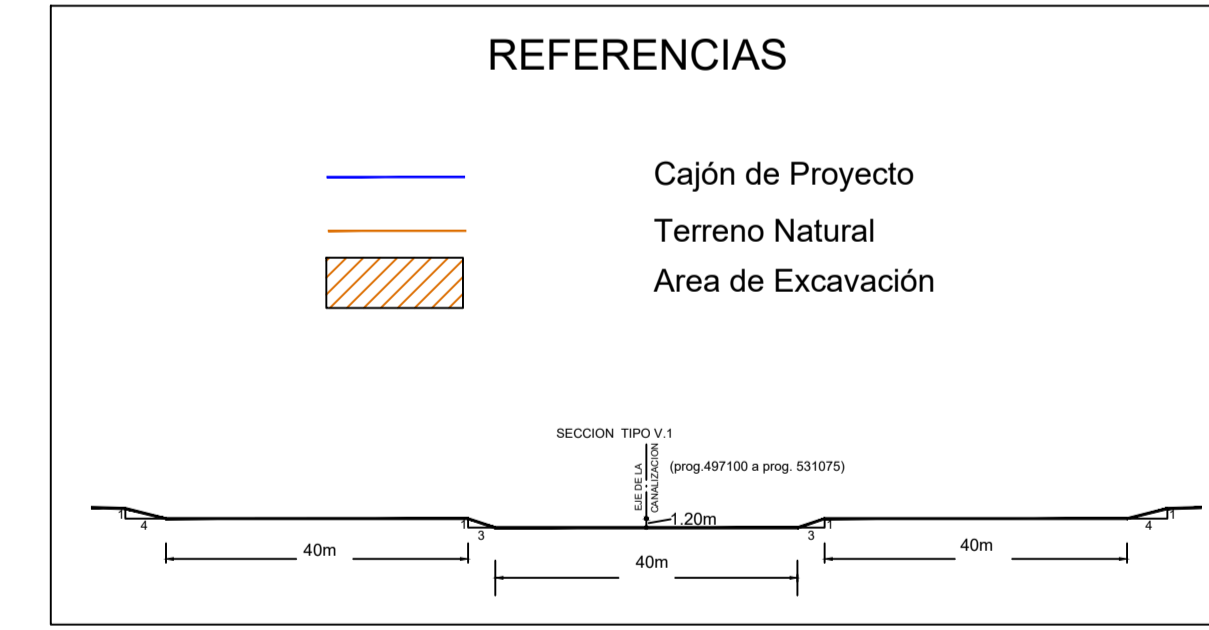 REFERENCIAS
Cajón de Proyecto
Terreno Natural
Area de Excavación
SECCION TIPO V.1
EJE DE LA
CANALIZACION
(prog.497100 a prog. 531075)
1
4
1
3
1.20m
3
1
4
1
40m
40m
40m